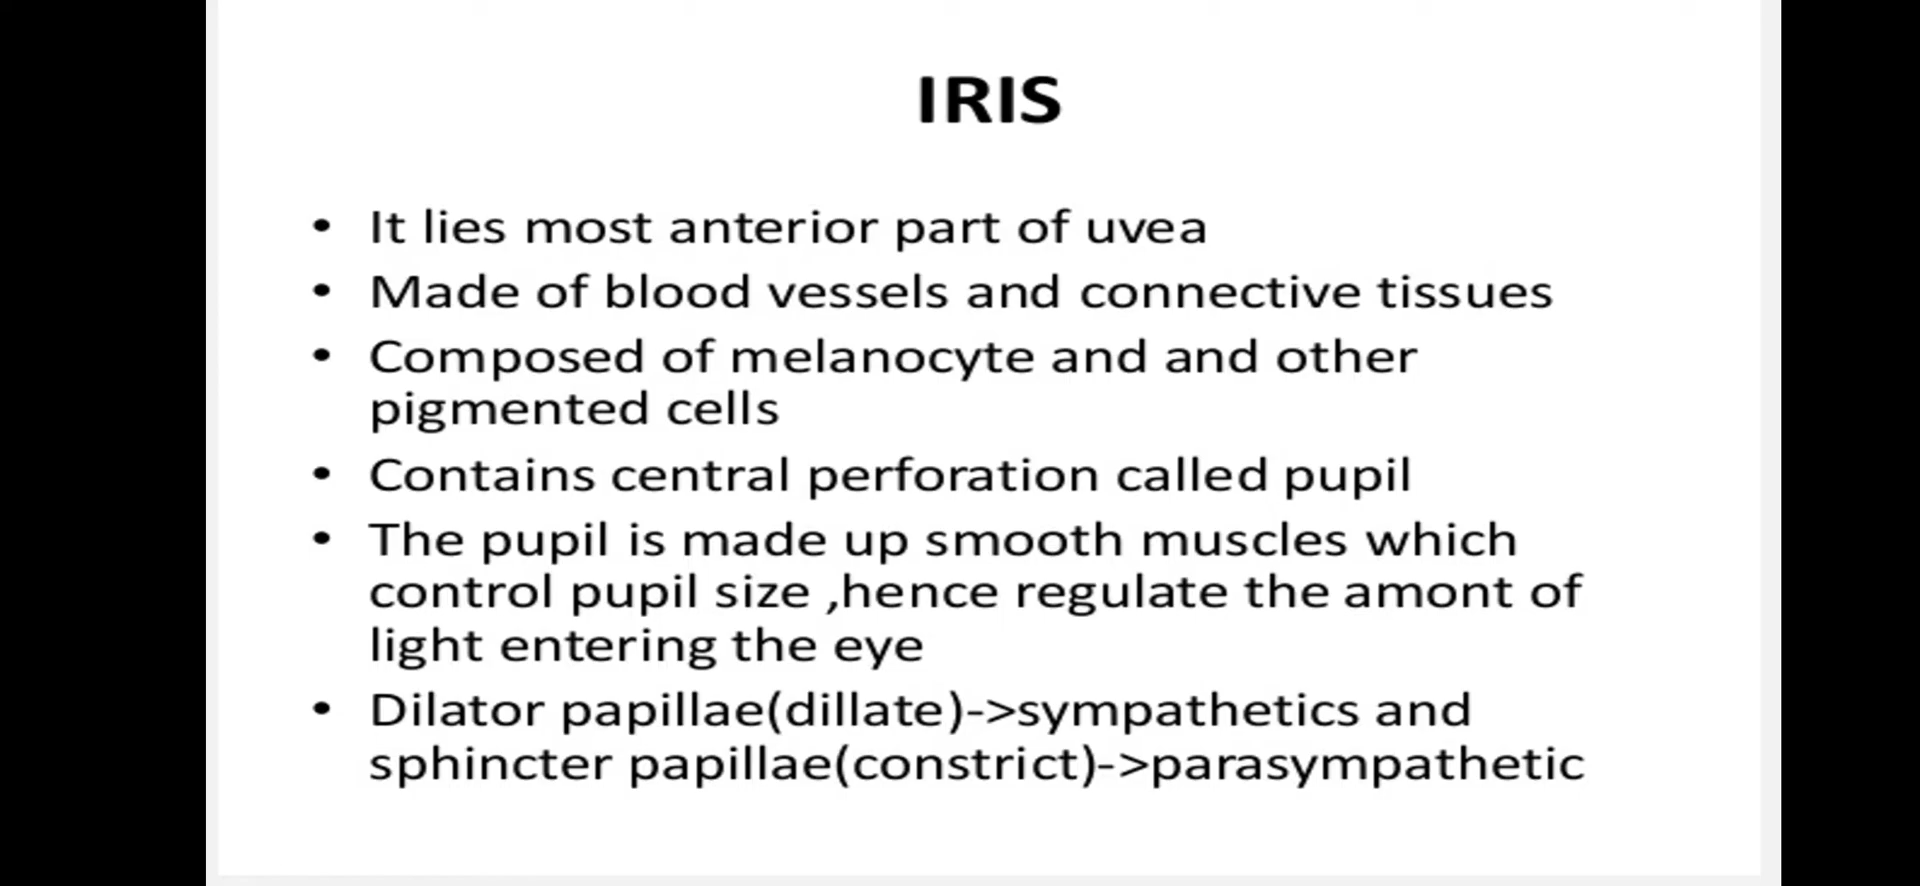 IRIS
• It lies most anterior part of uvea
• Made of blood vessels and connective tissues
• Composed of melanocyte and and other
pigmented cells
• Contains central perforation called pupil
• The pupil is made up smooth muscles which
control pupil size ,hence regulate the amont of
light entering the eye
• Dilator papillae(dillate)->sympathetics and
sphincter papillae(constrict)->parasympathetic